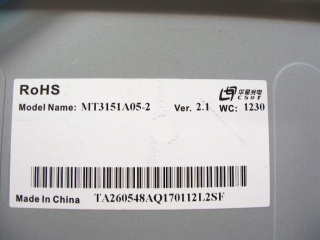 RoHS
华星光电
CSOT
Model Name: MT3151A05-2 Ver. 2.1 WC: 1230
Made In China TA260548AQ170112L2SF